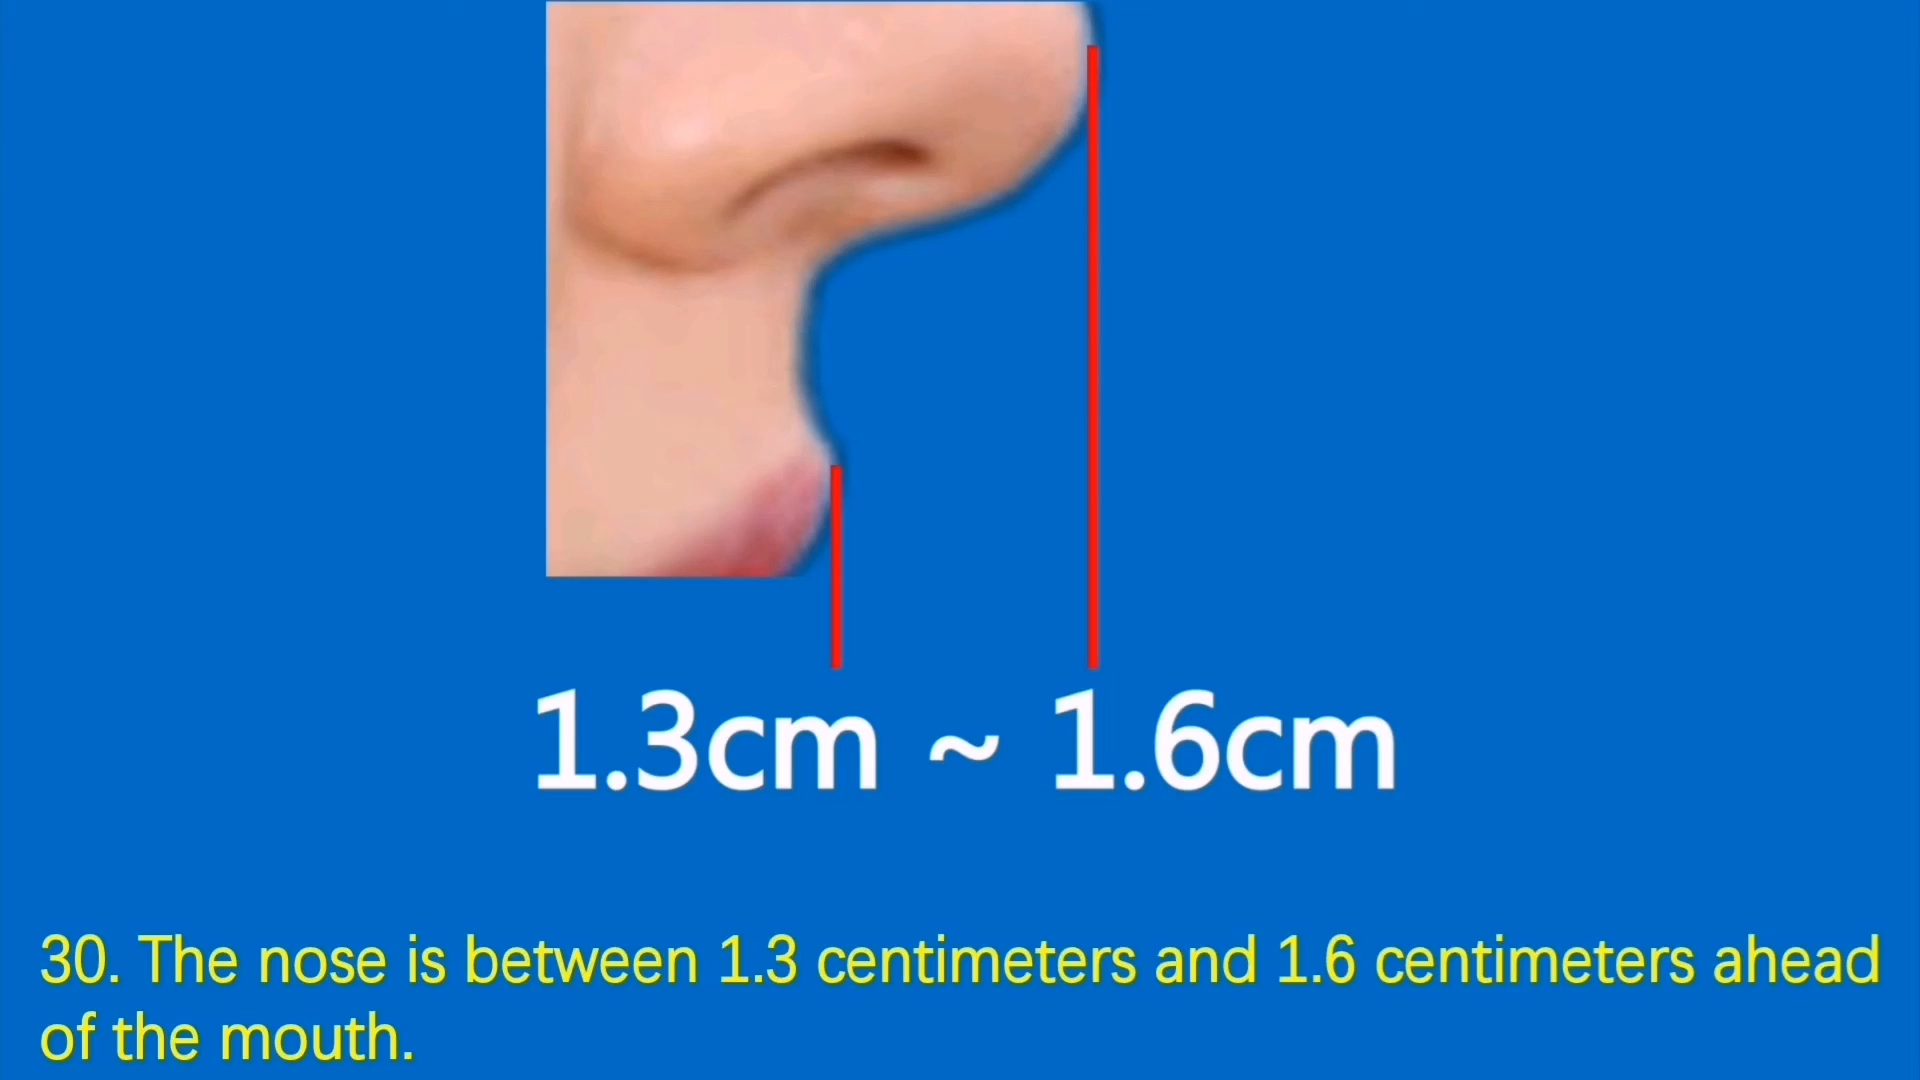 1.3cm ~ 1.6cm
30. The nose is between 1.3 centimeters and 1.6 centimeters ahead
of the mouth.